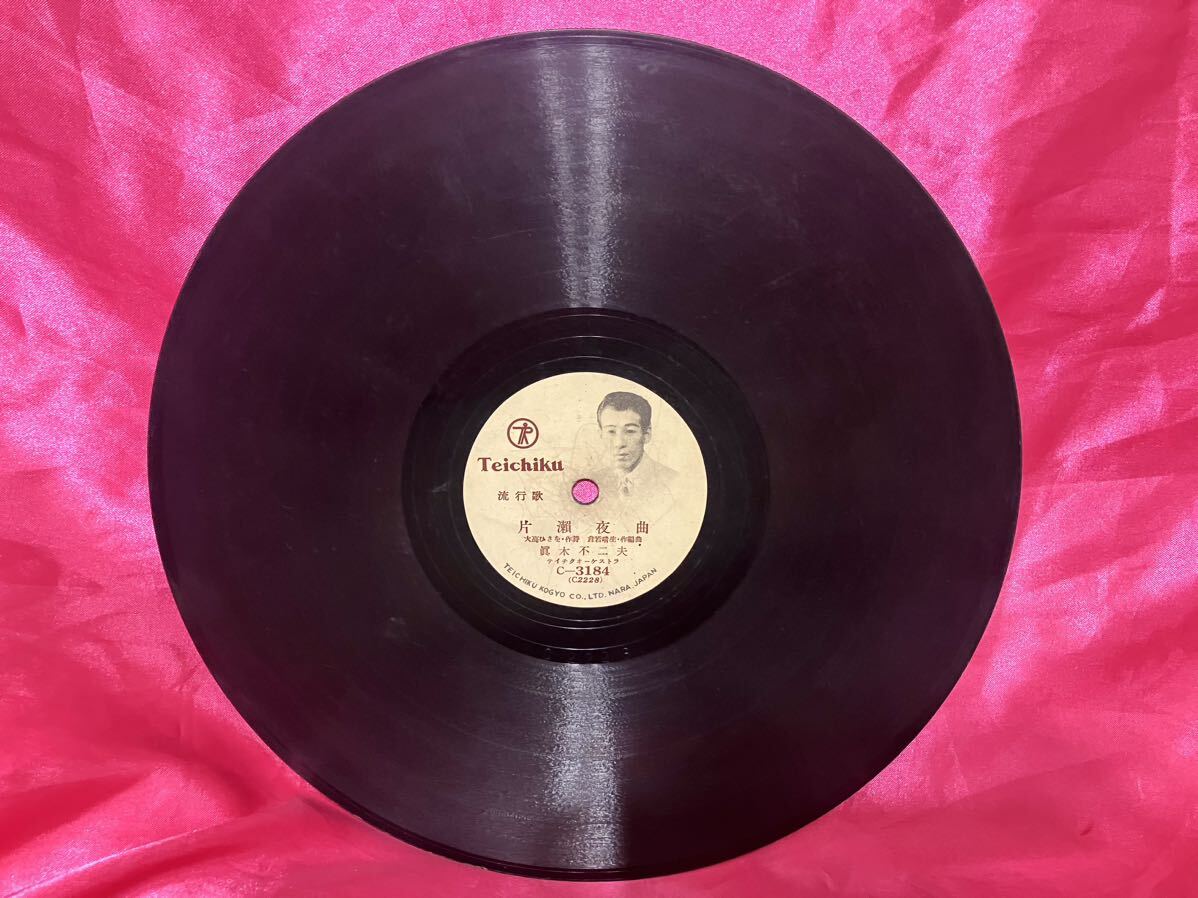 Teichiku
流行歌
片瀬夜曲
大高ひさを・作詩 倉若晴生・作編曲
眞木不二夫
テイチクオーケストラ
C—3184
(C2228)
TEICHIKU KOGYO CO., LTD. NARA JAPAN